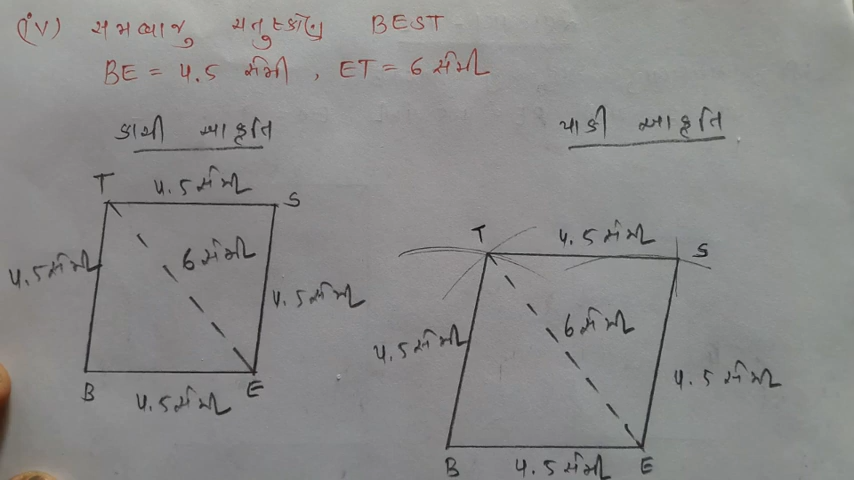 (iv) સમબાજુ ચતુષ્કોણ BEST
BE = 4.5 સેમી , ET = 6 સેમી
કાચી આકૃતિ
પાકી આકૃતિ
T
4.5 સેમી
S
4.5 સેમી
6 સેમી
4.5 સેમી
B
4.5 સેમી
E
T
4.5 સેમી
S
4.5 સેમી
6 સેમી
4.5 સેમી
B
4.5 સેમી
E